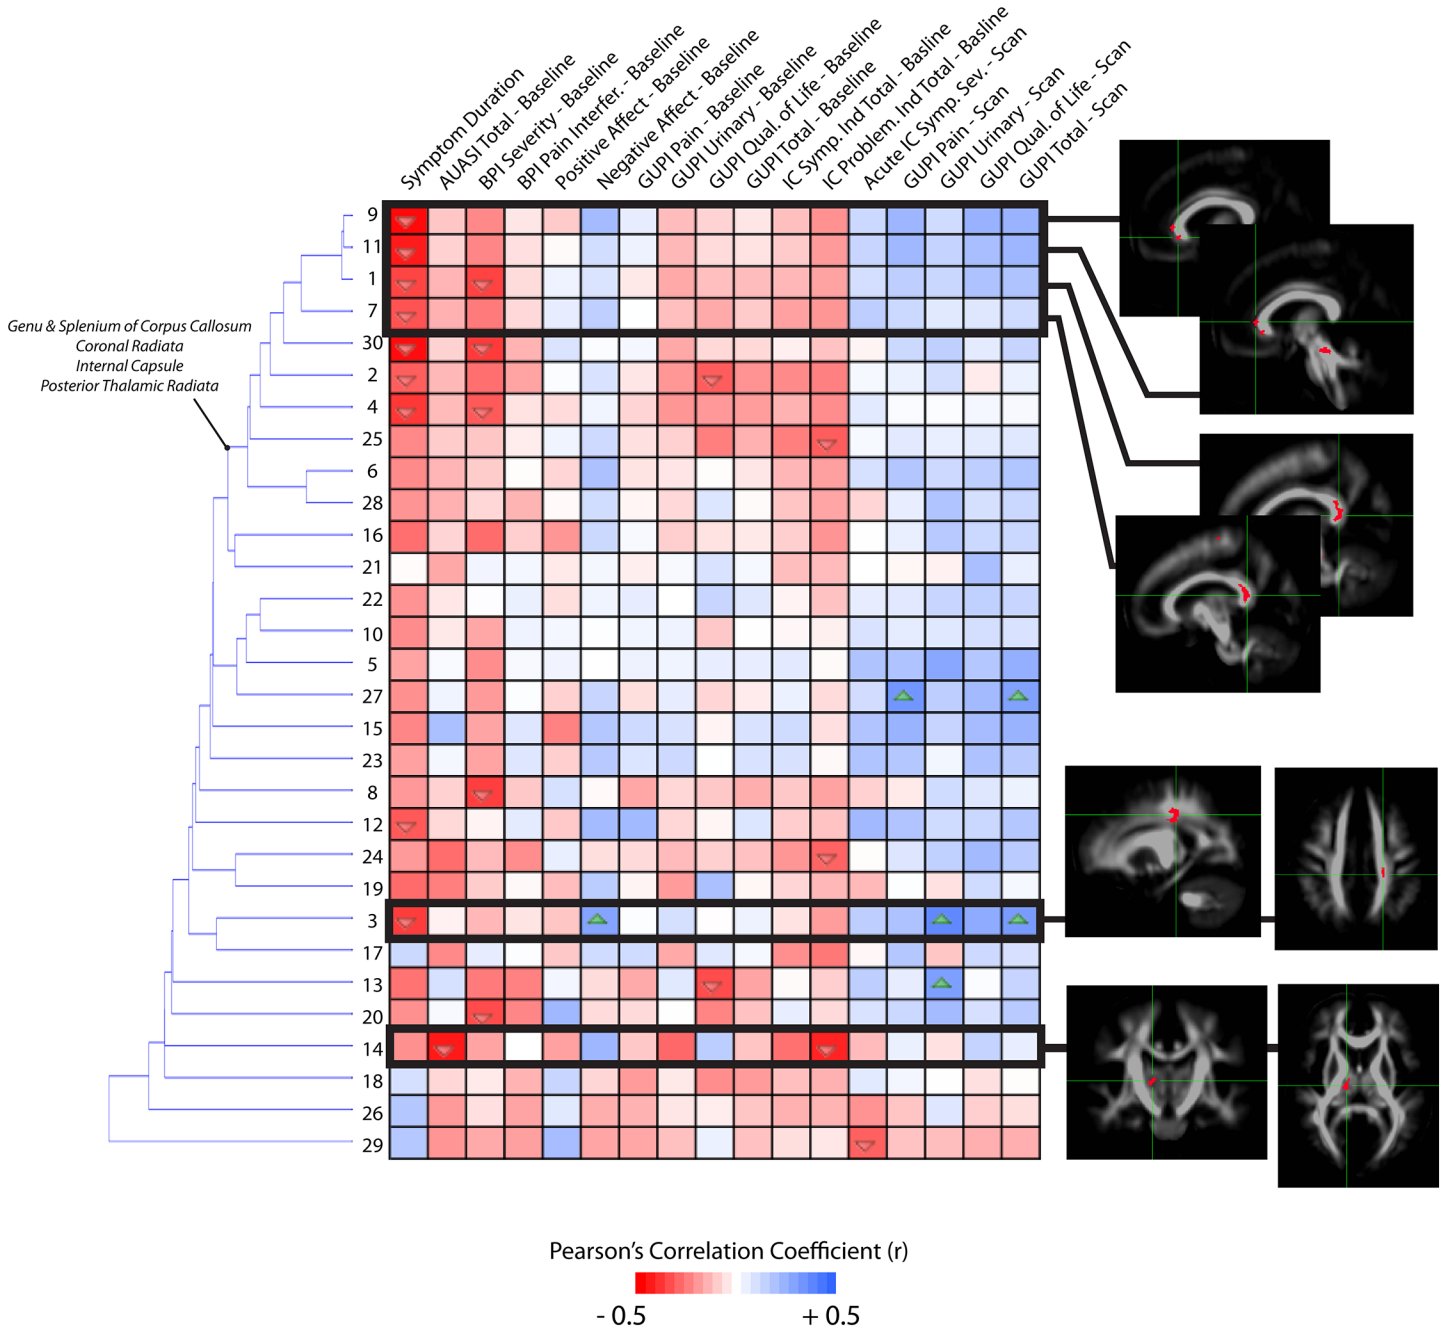 Symptom Duration
AUASI Total - Baseline
BPI Severity - Baseline
BPI Pain Interfer. - Baseline
Positive Affect - Baseline
Negative Affect - Baseline
GUPI Pain - Baseline
GUPI Urinary - Baseline
GUPI Qual. of Life - Baseline
GUPI Total - Baseline
IC Symp. Ind Total - Basline
IC Problem. Ind Total - Basline
Acute IC Symp. Sev. - Scan
GUPI Pain - Scan
GUPI Urinary - Scan
GUPI Qual. of Life - Scan
GUPI Total - Scan
9
11
1
7
Genu & Splenium of Corpus Callosum
Coronal Radiata
Internal Capsule
Posterior Thalamic Radiata
30
2
4
25
6
28
16
21
22
10
5
27
15
23
8
12
24
19
3
17
13
20
14
18
26
29
Pearson's Correlation Coefficient (r)
- 0.5
+ 0.5